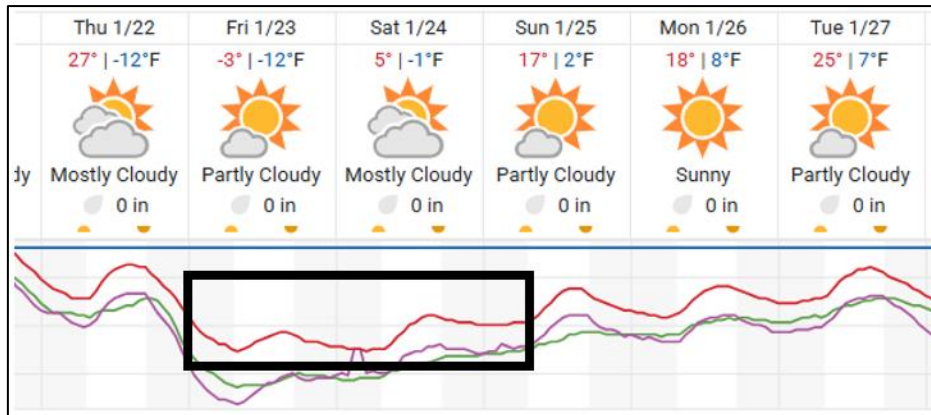 Thu 1/22 Fri 1/23 Sat 1/24 Sun 1/25 Mon 1/26 Tue 1/27
27° | -12°F -3° | -12°F 5° | -1°F 17° | 2°F 18° | 8°F 25° | 7°F
dy Mostly Cloudy Partly Cloudy Mostly Cloudy Partly Cloudy Sunny Partly Cloudy
0 in 0 in 0 in 0 in 0 in 0 in